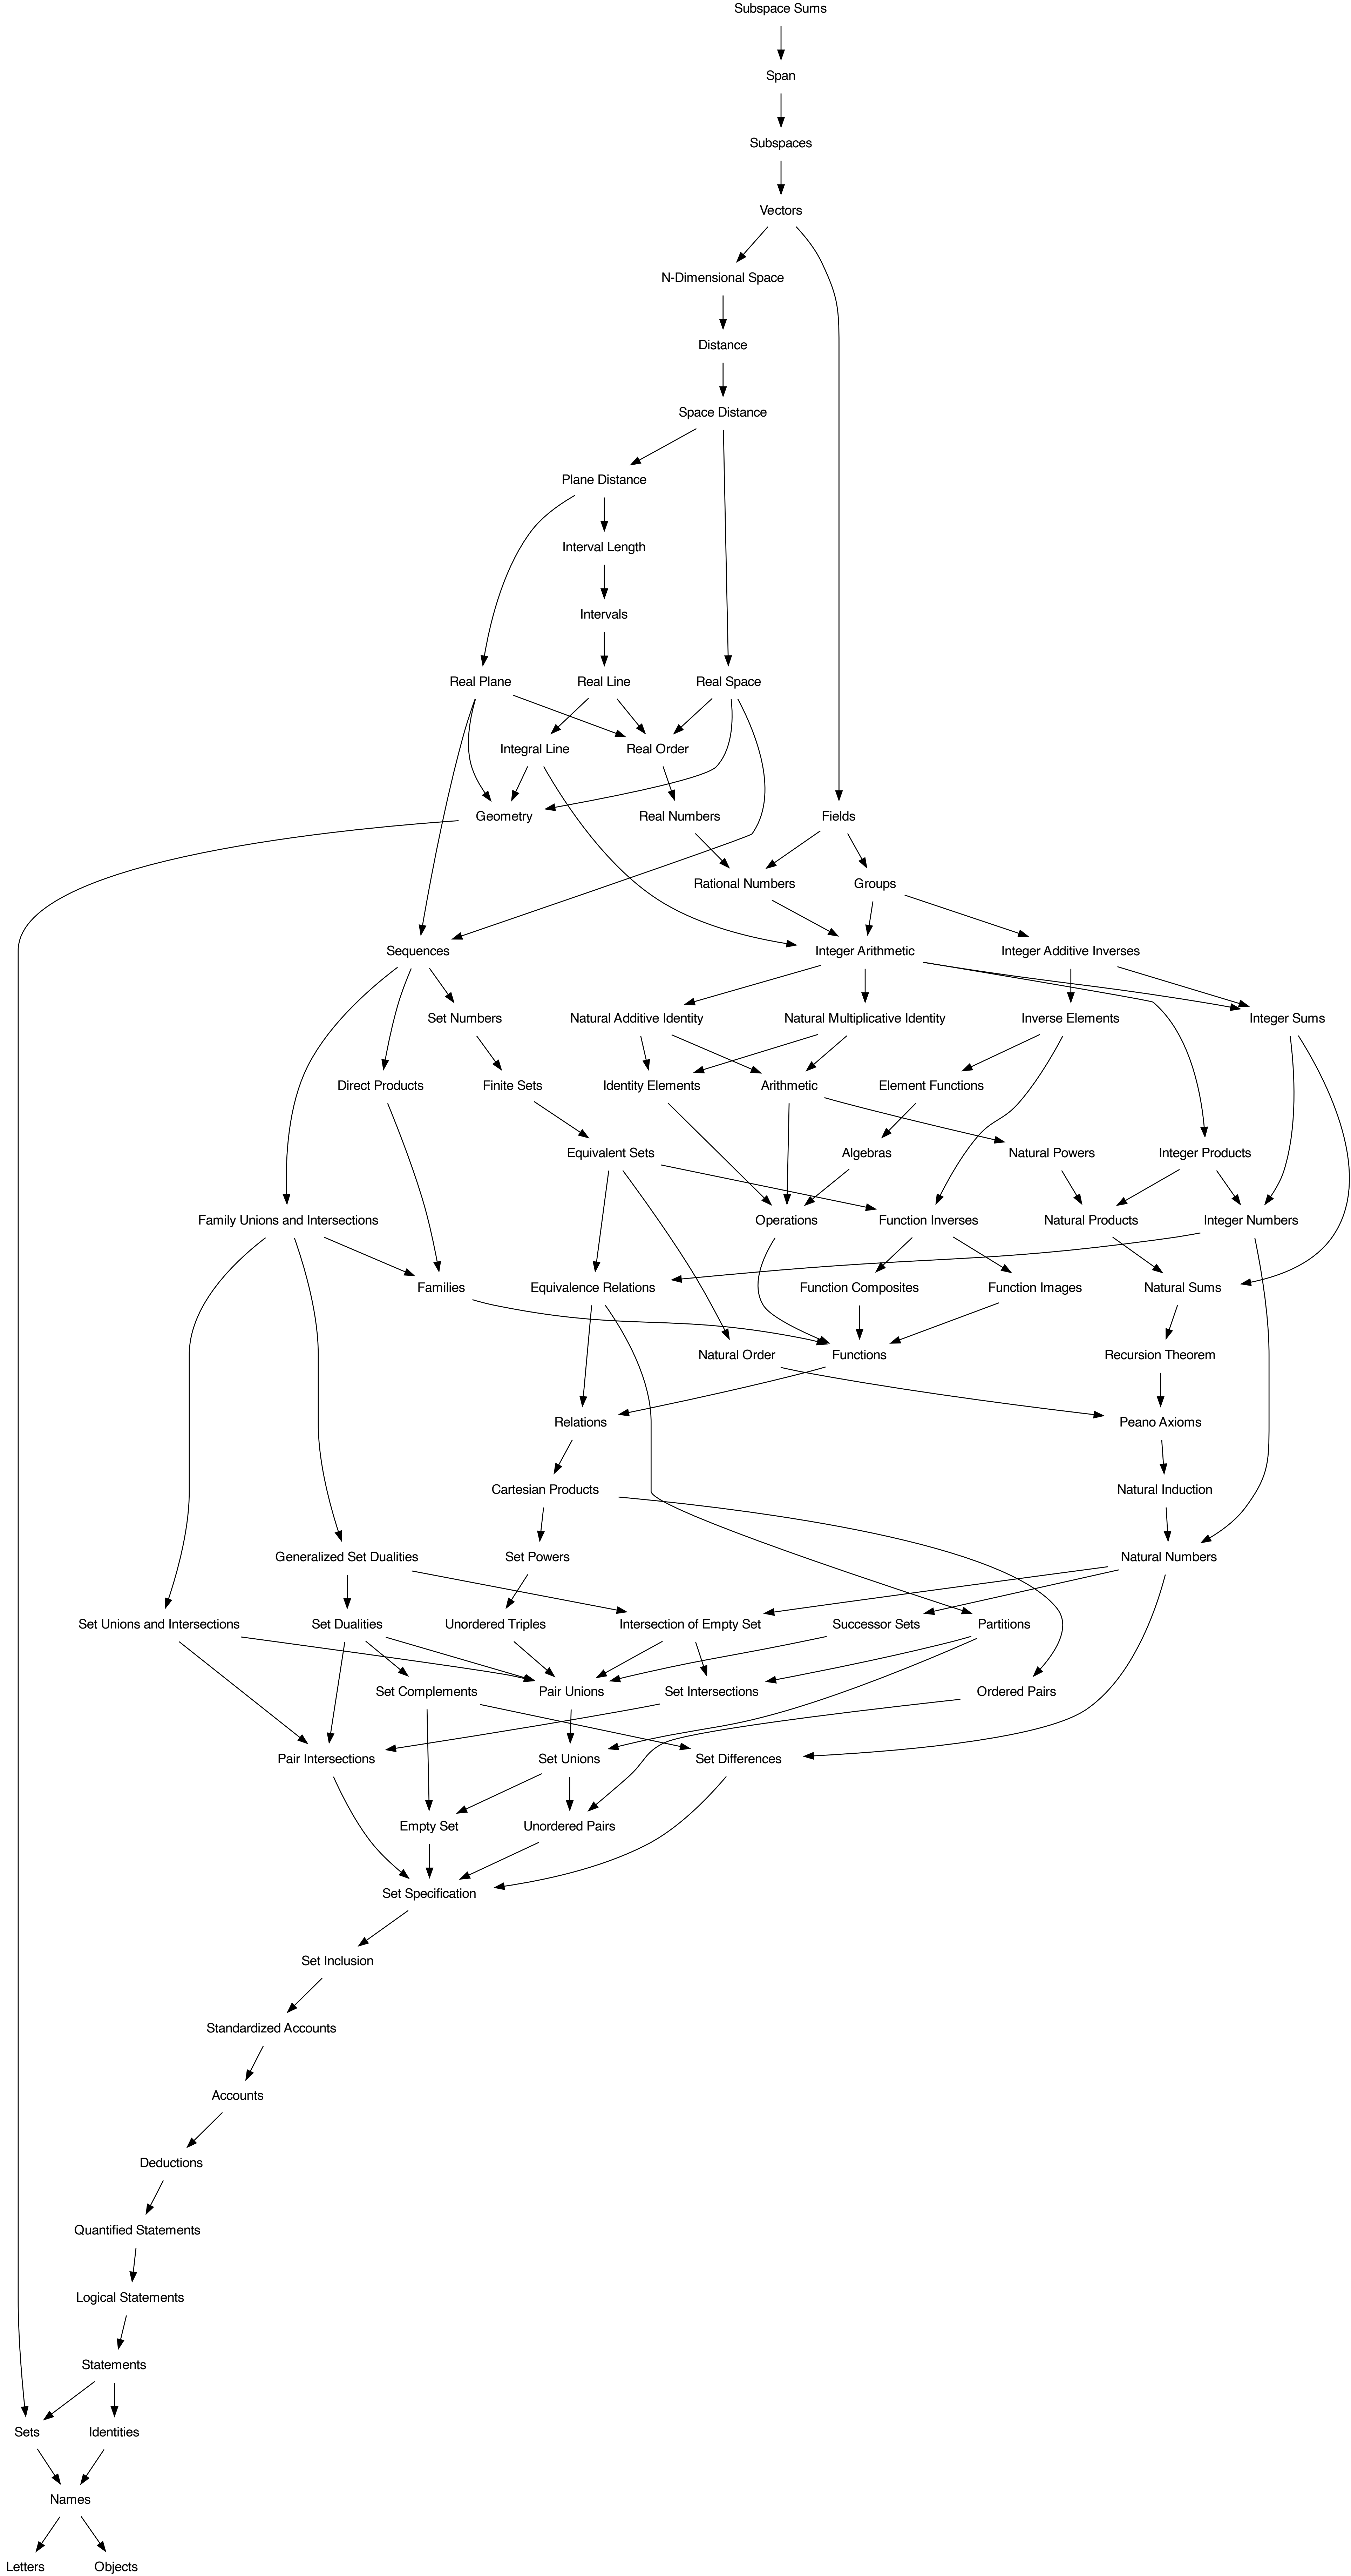 Subspace Sums
Span
Subspaces
Vectors
N-Dimensional Space
Distance
Space Distance
Plane Distance
Interval Length
Intervals
Real Plane
Real Line
Real Space
Integral Line
Real Order
Geometry
Real Numbers
Fields
Rational Numbers
Groups
Sequences
Integer Arithmetic
Integer Additive Inverses
Set Numbers
Natural Additive Identity
Natural Multiplicative Identity
Inverse Elements
Integer Sums
Direct Products
Finite Sets
Identity Elements
Arithmetic
Element Functions
Equivalent Sets
Algebras
Natural Powers
Integer Products
Family Unions and Intersections
Operations
Function Inverses
Natural Products
Integer Numbers
Families
Equivalence Relations
Function Composites
Function Images
Natural Sums
Natural Order
Functions
Recursion Theorem
Relations
Peano Axioms
Cartesian Products
Natural Induction
Generalized Set Dualities
Set Powers
Natural Numbers
Set Unions and Intersections
Set Dualities
Unordered Triples
Intersection of Empty Set
Successor Sets
Partitions
Set Complements
Pair Unions
Set Intersections
Ordered Pairs
Pair Intersections
Set Unions
Set Differences
Empty Set
Unordered Pairs
Set Specification
Set Inclusion
Standardized Accounts
Accounts
Deductions
Quantified Statements
Logical Statements
Statements
Sets
Identities
Names
Letters
Objects